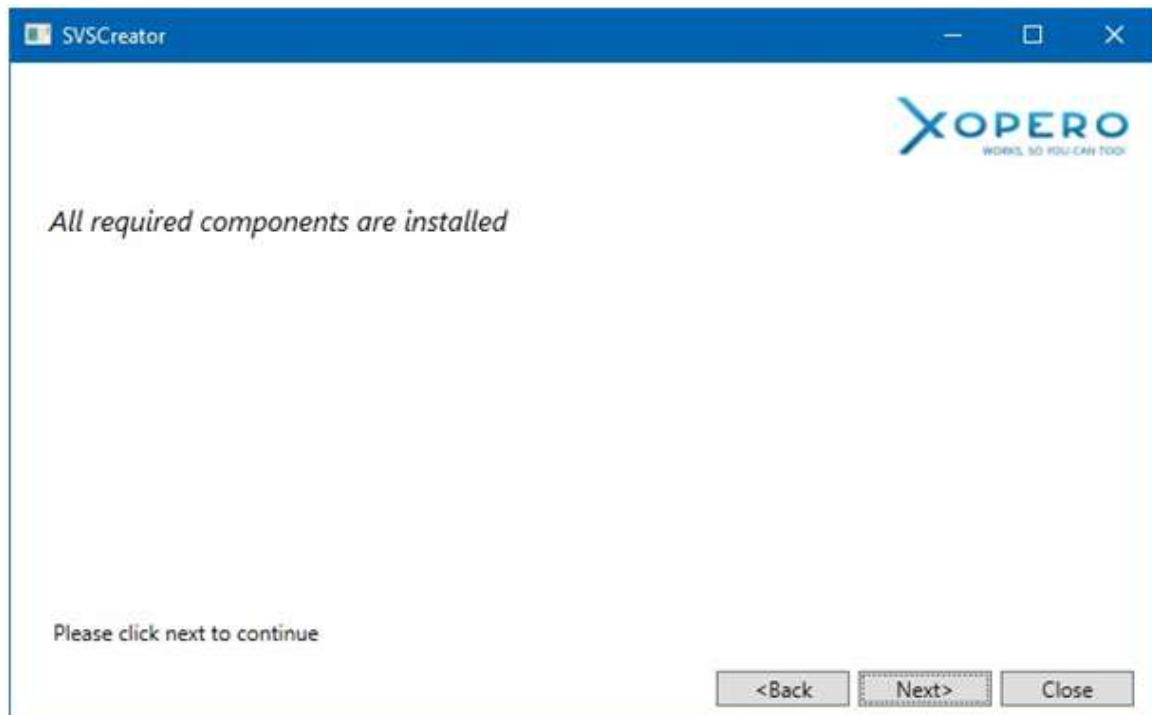 SVSCreator
XOPERO
WORKS, SO YOU CAN TOO!
All required components are installed
Please click next to continue
<Back Next> Close